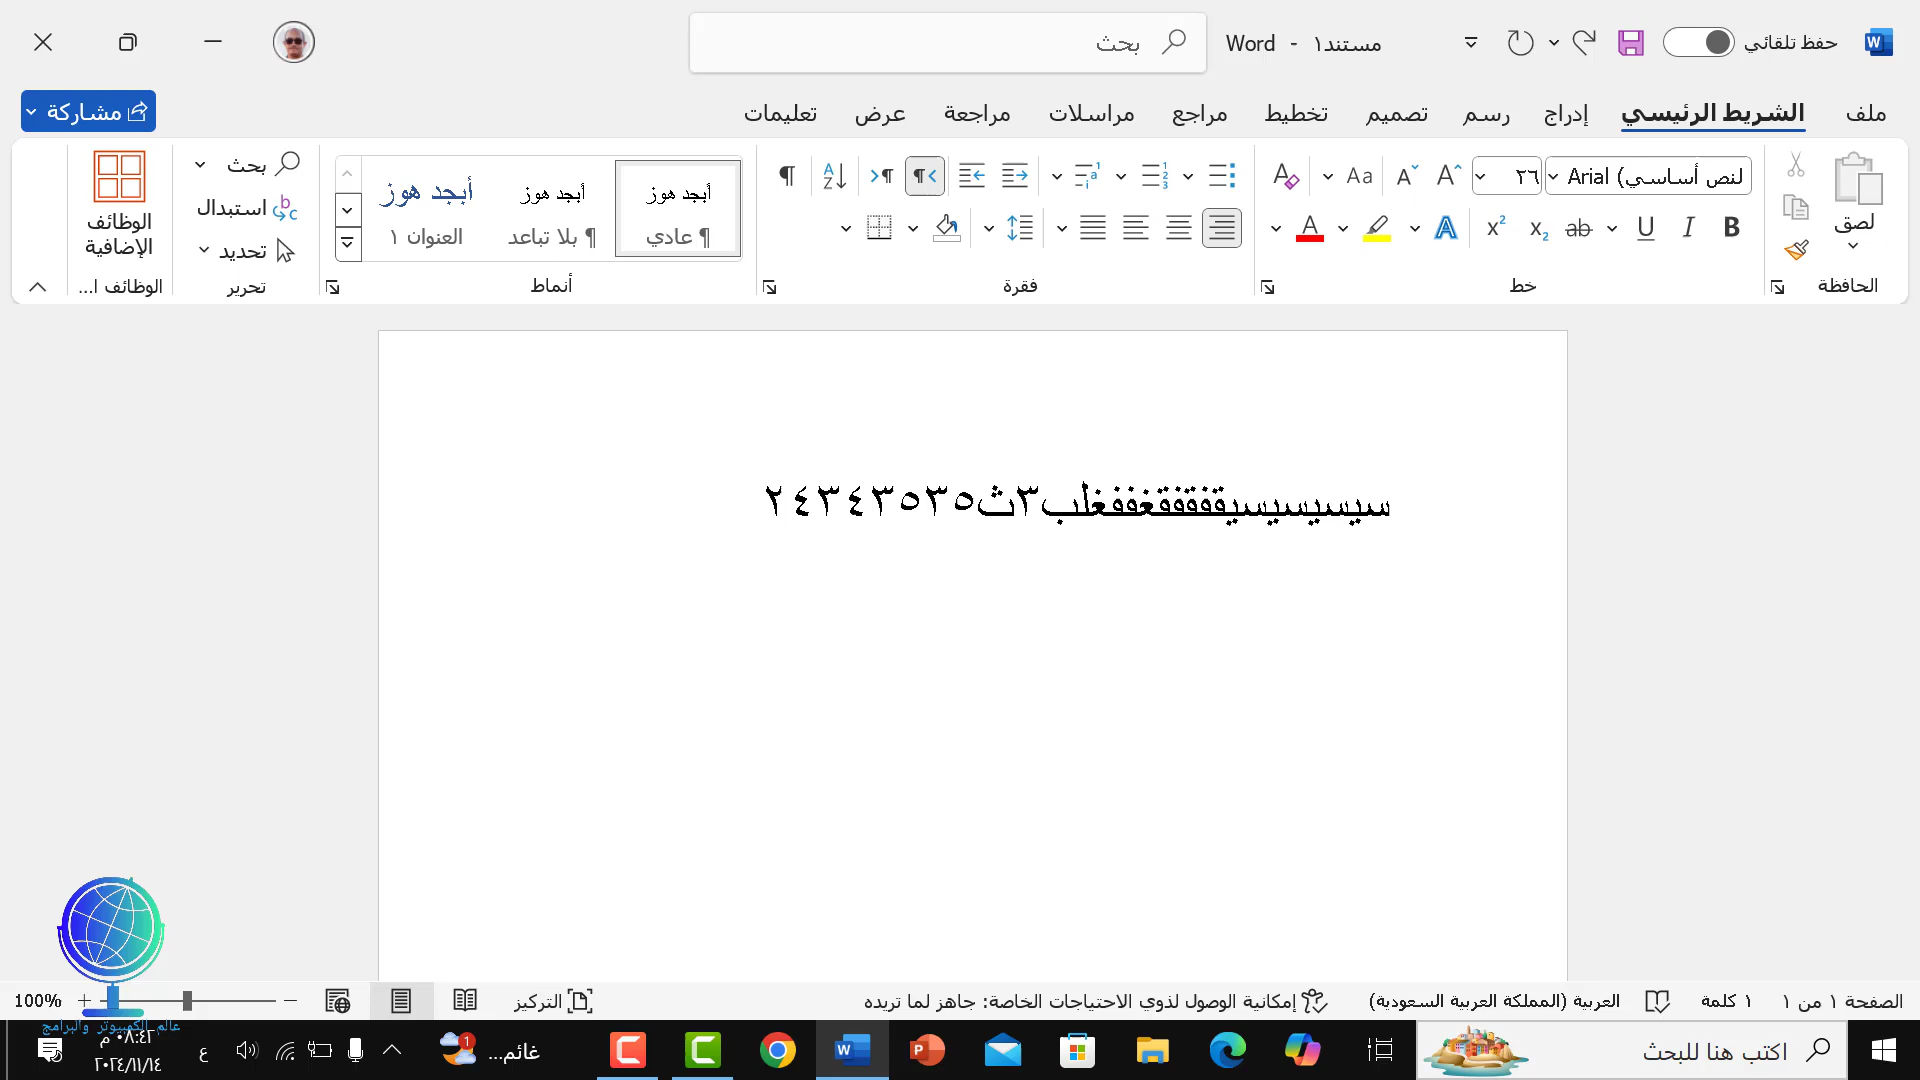 حفظ تلقائي
مستند١ - Word
بحث
ملف
الشريط الرئيسي
إدراج
رسم
تصميم
تخطيط
مراجع
مراسلات
مراجعة
عرض
تعليمات
مشاركة
لصق
الحافظة
لنص أساسي) Arial
٢٦
خط
فقرة
أبجد هوز
¶ عادي
أبجد هوز
¶ بلا تباعد
أبجد هوز
العنوان ١
أنماط
بحث
استبدال
تحديد
تحرير
الوظائف
الإضافية
الوظائف ا...
الصفحة ١ من ١
١ كلمة
العربية (المملكة العربية السعودية)
إمكانية الوصول لذوي الاحتياجات الخاصة: جاهز لما تريده
التركيز
100%
عالم الكمبيوتر والبرامج
اكتب هنا للبحث
غائم...
ع
٠٨:٤٢ م
٢٠٢٤/١١/١٤